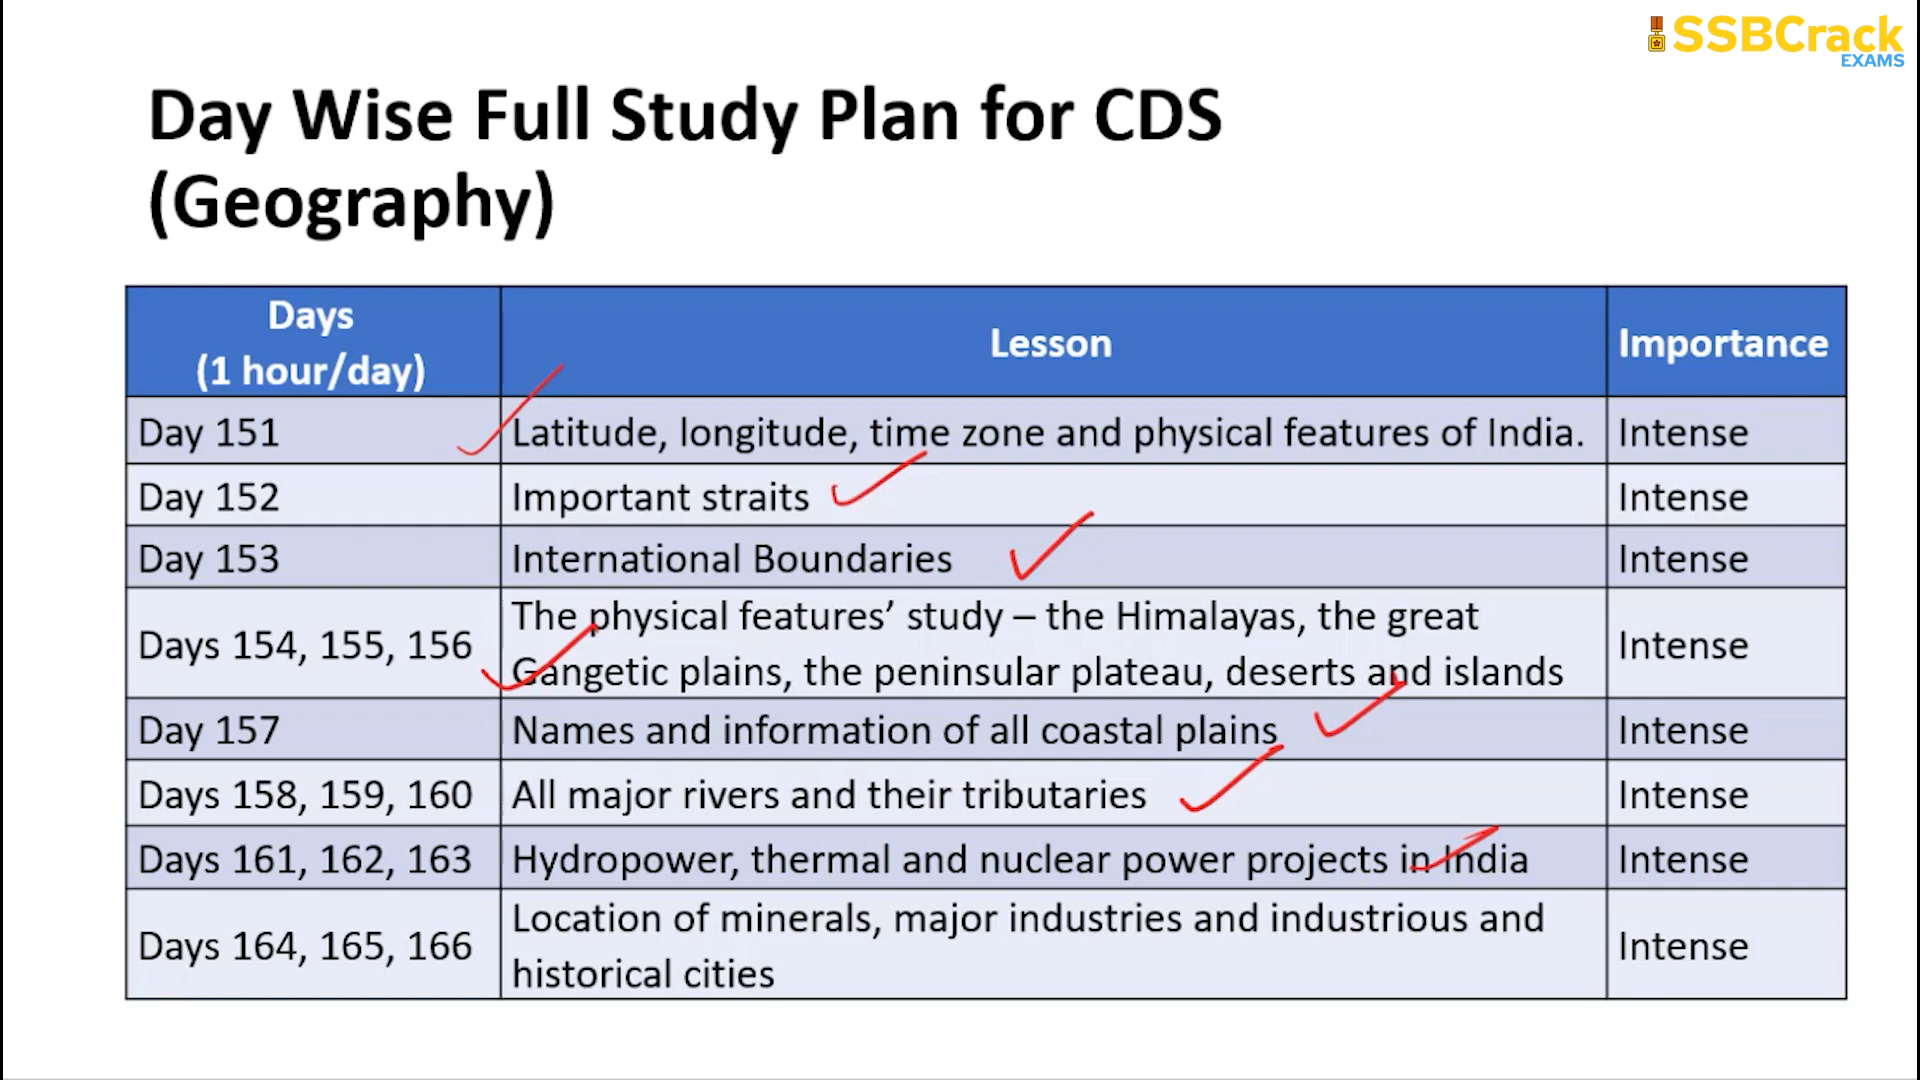 SSBCrack
EXAMS
Day Wise Full Study Plan for CDS
(Geography)
Days
(1 hour/day)
Lesson
Importance
Day 151
Latitude, longitude, time zone and physical features of India.
Intense
Day 152
Important straits
Intense
Day 153
International Boundaries
Intense
Days 154, 155, 156
The physical features’ study – the Himalayas, the great
Gangetic plains, the peninsular plateau, deserts and islands
Intense
Day 157
Names and information of all coastal plains
Intense
Days 158, 159, 160
All major rivers and their tributaries
Intense
Days 161, 162, 163
Hydropower, thermal and nuclear power projects in India
Intense
Days 164, 165, 166
Location of minerals, major industries and industrious and
historical cities
Intense